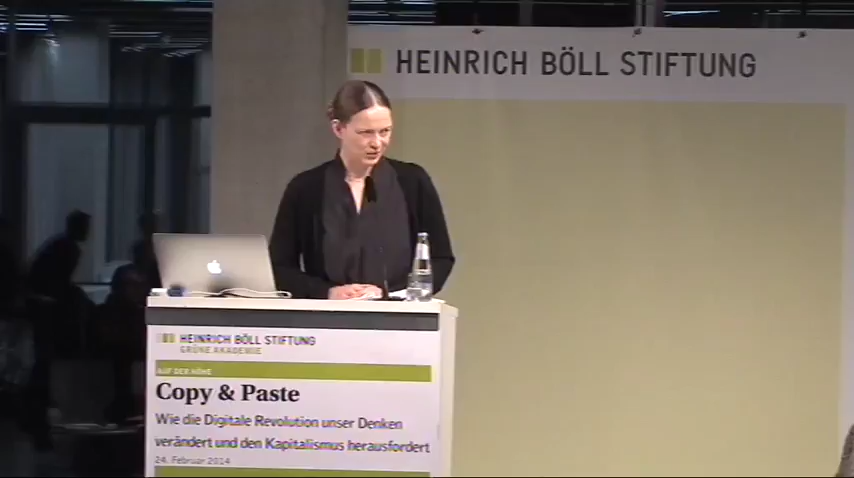 HEINRICH BÖLL STIFTUNG
HEINRICH BÖLL STIFTUNG
GRÜNE AKADEMIE
AUF DER HÖHE
Copy & Paste
Wie die Digitale Revolution unser Denken
verändert und den Kapitalismus herausfordert
24. Februar 2014